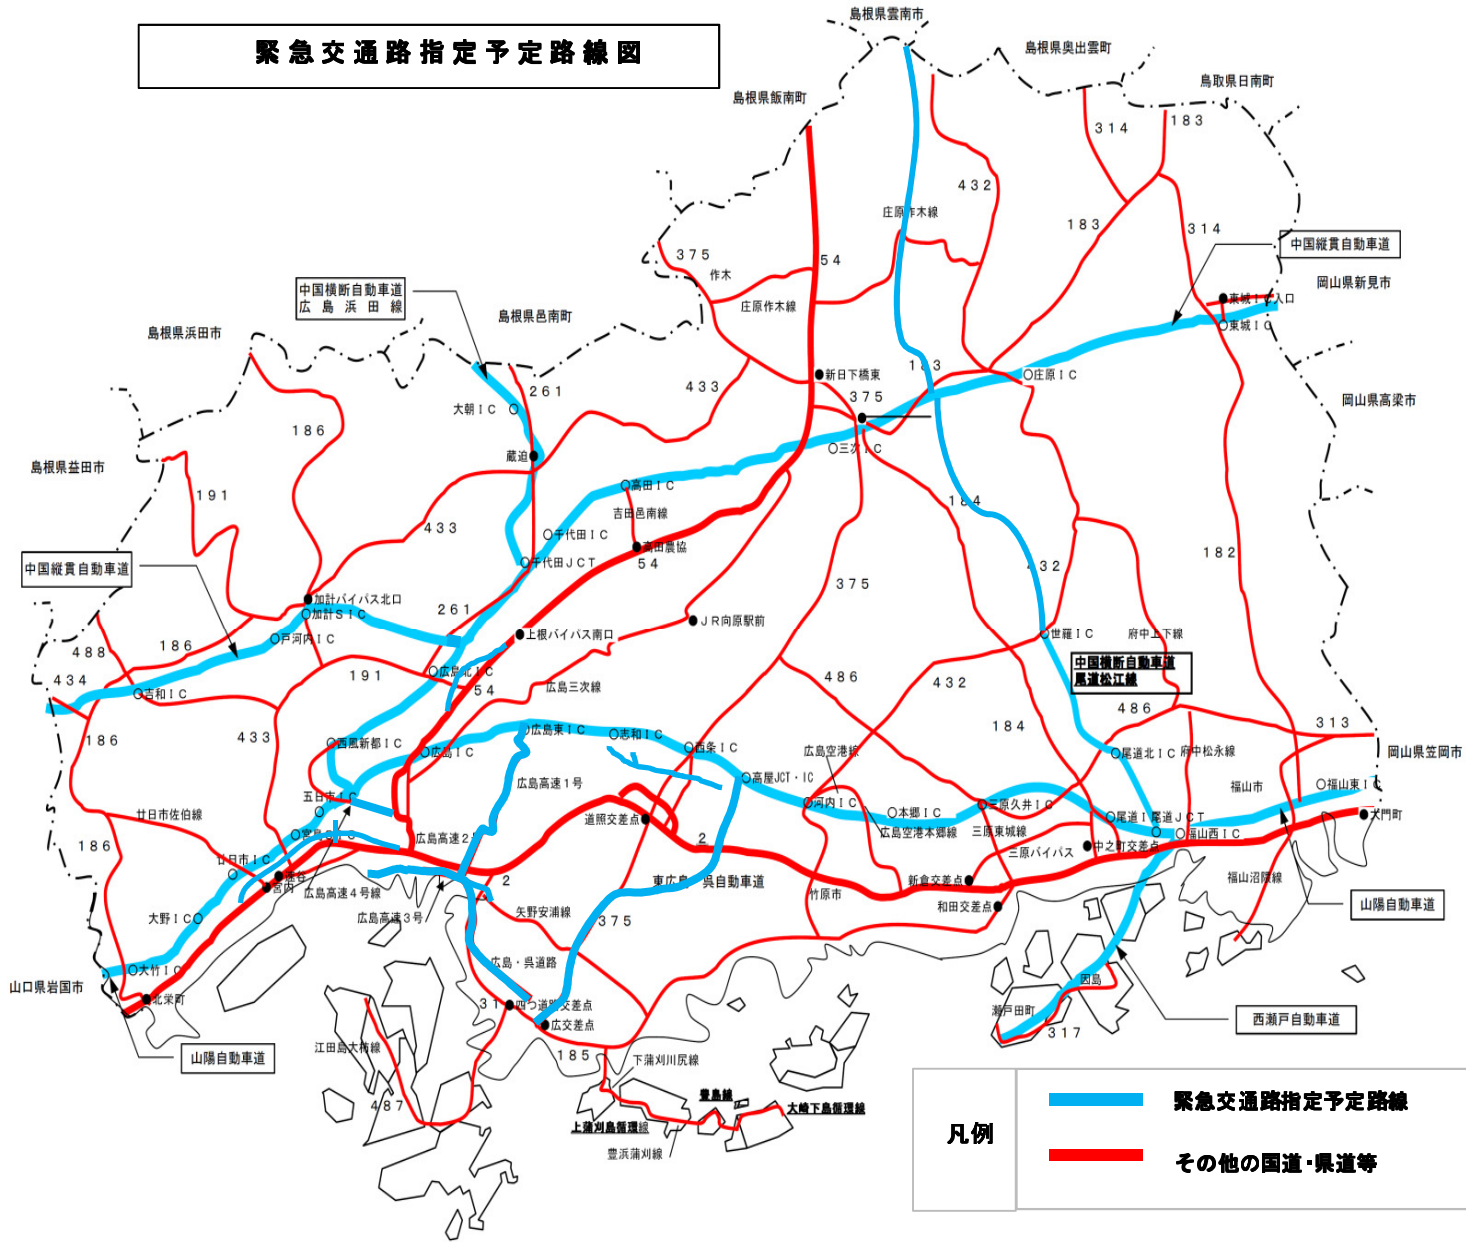 緊急交通路指定予定路線図
島根県雲南市
島根県奥出雲町
鳥取県日南町
島根県飯南町
314
183
432
庄原作木線
183
314
中国縦貫自動車道
375
作木
54
庄原作木線
岡山県新見市
東城ＩＣ入口
東城ＩＣ
中国横断自動車道
広島浜田線
島根県邑南町
島根県浜田市
183
庄原ＩＣ
新日下橋東
375
433
261
大朝ＩＣ
岡山県高梁市
186
三次ＩＣ
蔵迫
島根県益田市
191
高田ＩＣ
184
吉田邑南線
433
千代田ＩＣ
高田農協
182
千代田ＪＣＴ
54
432
375
中国縦貫自動車道
加計バイパス北口
加計ＳＩＣ
261
ＪＲ向原駅前
戸河内ＩＣ
上根バイパス南口
世羅ＩＣ
府中上下線
186
488
中国横断自動車道
尾道松江線
434
191
広島北ＩＣ
486
432
吉和ＩＣ
54
広島三次線
486
184
313
186
433
西風新都ＩＣ
広島ＩＣ
広島東ＩＣ
志和ＩＣ
西条ＩＣ
広島空港線
尾道北ＩＣ
府中松永線
岡山県笠岡市
高屋JCT・IC
広島高速１号
福山市
福山東ＩＣ
五日市ＩＣ
河内ＩＣ
本郷ＩＣ
三原久井ＩＣ
廿日市佐伯線
道照交差点
尾道ＩＣ
尾道ＪＣＴ
大門町
広島空港本郷線
三原東城線
福山西ＩＣ
広島高速２号
2
186
三原バイパス
中之町交差点
廿日市ＩＣ
速谷
宮内
広島高速４号線
2
東広島・呉自動車道
竹原市
新倉交差点
福山沼隈線
和田交差点
山陽自動車道
大野ＩＣ
広島高速３号
矢野安浦線
375
大竹ＩＣ
広島・呉道路
山口県岩国市
北栄町
31
四つ道路交差点
因島
瀬戸田町
西瀬戸自動車道
広交差点
317
山陽自動車道
江田島大柿線
185
下蒲刈川尻線
487
豊島線
大崎下島循環線
上蒲刈島循環線
豊浜蒲刈線
凡例
緊急交通路指定予定路線
その他の国道・県道等